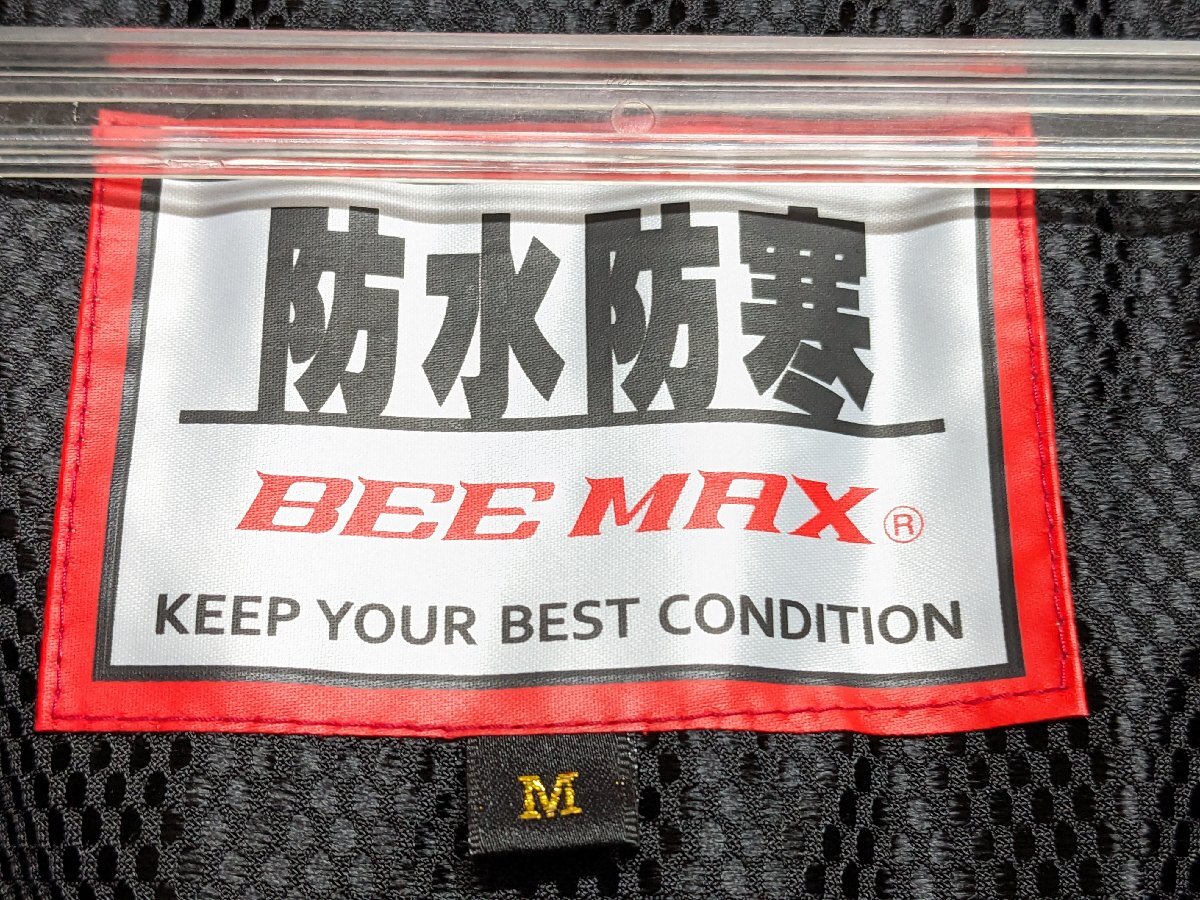 防水防寒
BEE MAX®
KEEP YOUR BEST CONDITION
M